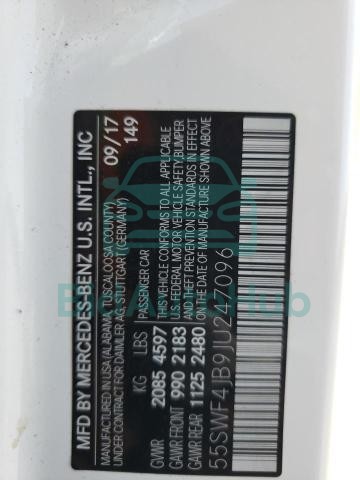 MFD BY MERCEDES-BENZ U.S. INTL., INC
MANUFACTURED IN USA (ALABAMA, TUSCALOOSA COUNTY)
UNDER CONTRACT FOR DAIMLER AG, STUTTGART (GERMANY)
09/17
149
PASSENGER CAR
KG LBS
GVWR 2085 4597
GAWR FRONT 990 2183
GAWR REAR 1125 2480
THIS VEHICLE CONFORMS TO ALL APPLICABLE
U.S. FEDERAL MOTOR VEHICLE SAFETY, BUMPER
AND THEFT PREVENTION STANDARDS IN EFFECT
ON THE DATE OF MANUFACTURE SHOWN ABOVE